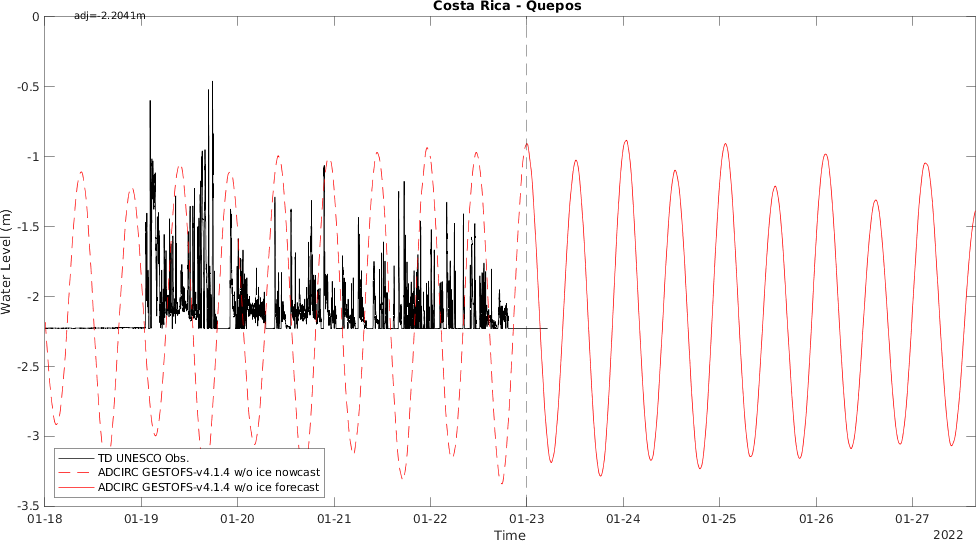 Costa Rica - Quepos
adj=-2.2041m
0
-0.5
-1
-1.5
-2
-2.5
-3
-3.5
Water Level (m)
TD UNESCO Obs.
ADCIRC GESTOFS-v4.1.4 w/o ice nowcast
ADCIRC GESTOFS-v4.1.4 w/o ice forecast
01-18 01-19 01-20 01-21 01-22 01-23 01-24 01-25 01-26 01-27
Time
2022